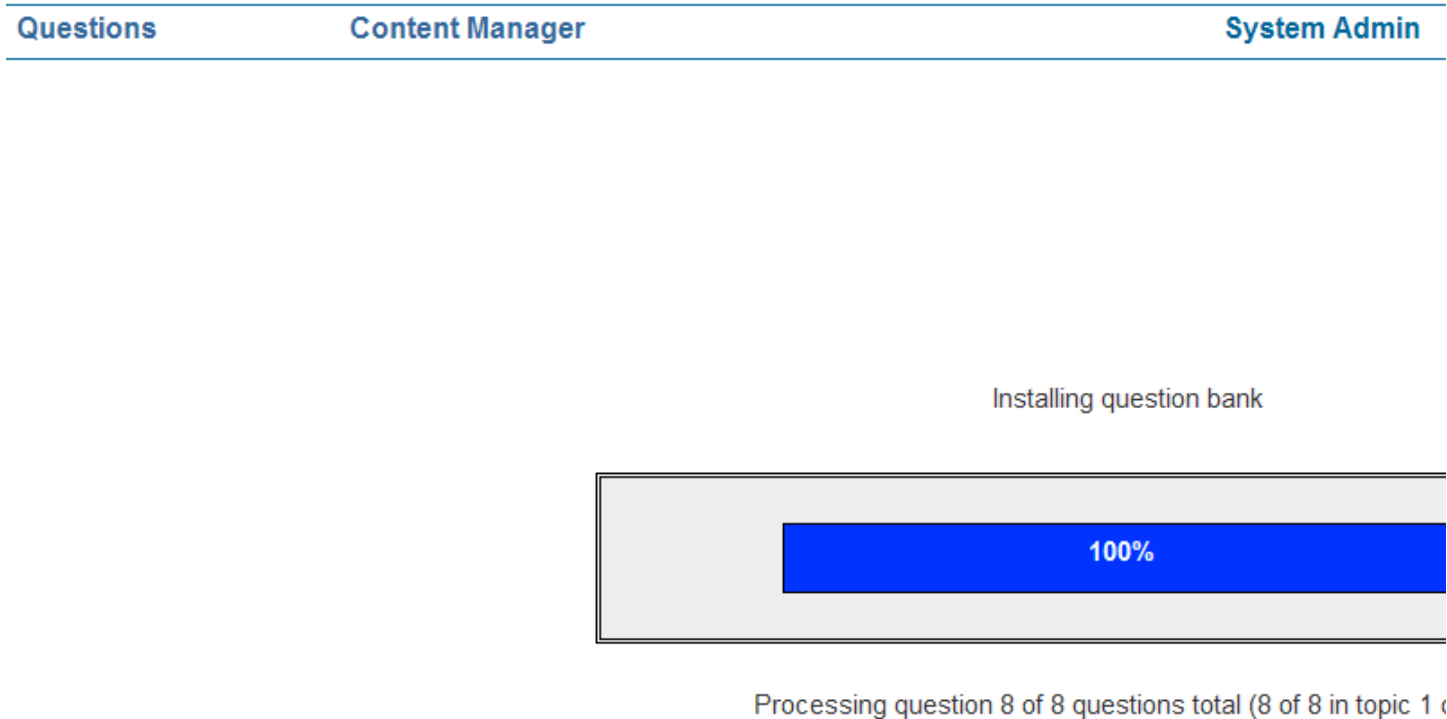 Questions Content Manager System Admin
Installing question bank
100%
Processing question 8 of 8 questions total (8 of 8 in topic 1